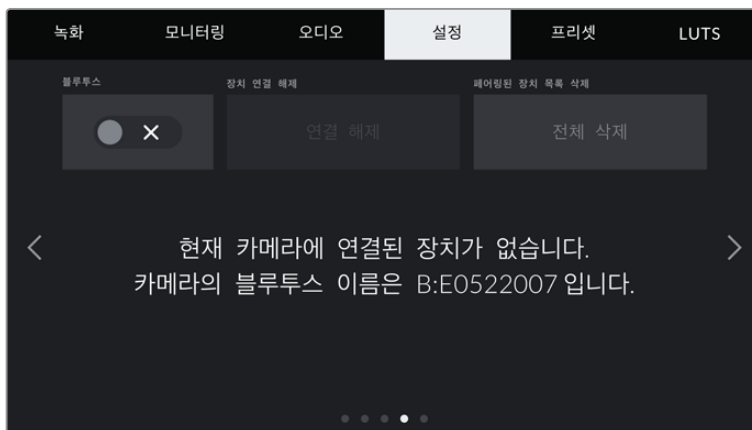 녹화 모니터링 오디오 설정 프리셋 LUTS
블루투스 장치 연결 해제 페어링된 장치 목록 삭제
연결 해제 전체 삭제
현재 카메라에 연결된 장치가 없습니다.
카메라의 블루투스 이름은 B:E0522007 입니다.